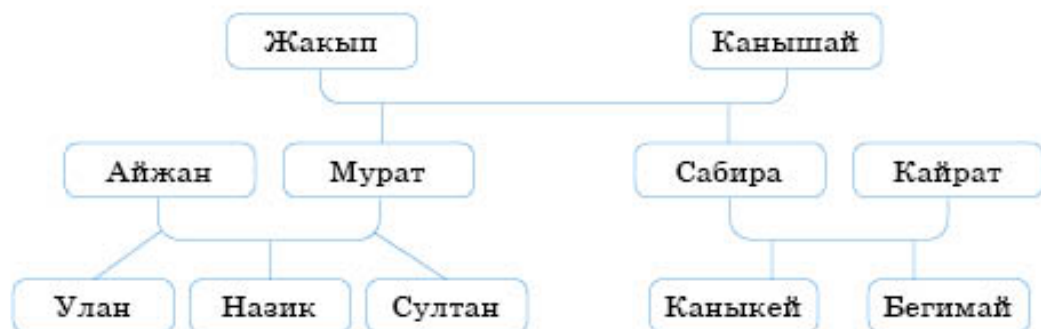 Жакып Канышай
Айжан Мурат Сабира Кайрат
Улан Назик Султан Каныкей Бегимай